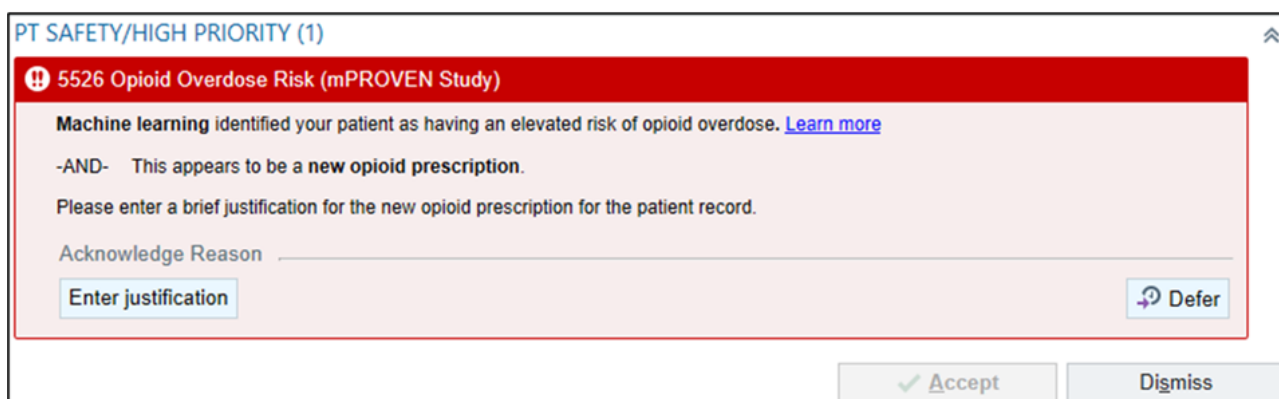 PT SAFETY/HIGH PRIORITY (1)
5526 Opioid Overdose Risk (mPROVEN Study)
Machine learning identified your patient as having an elevated risk of opioid overdose. Learn more
-AND- This appears to be a new opioid prescription.
Please enter a brief justification for the new opioid prescription for the patient record.
Acknowledge Reason
Enter justification
Defer
Accept
Dismiss